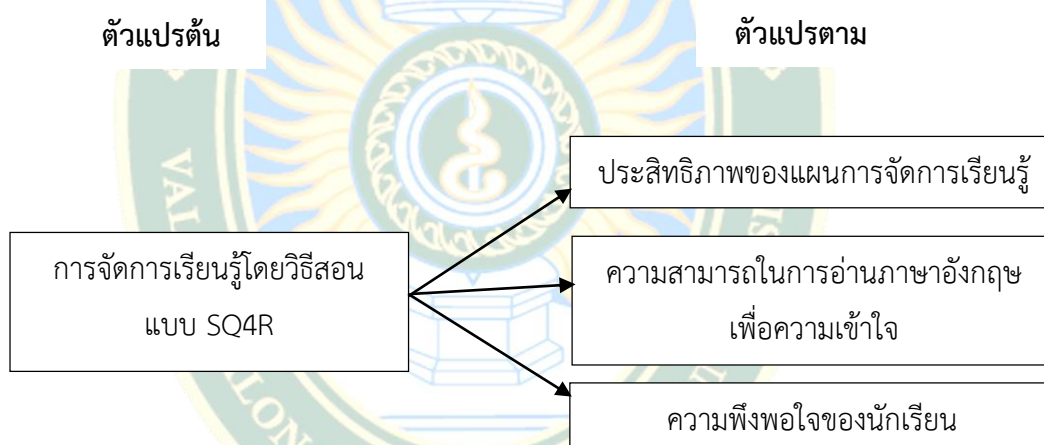 ตัวแปรต้น
ตัวแปรตาม
ประสิทธิภาพของแผนการจัดการเรียนรู้
การจัดการเรียนรู้โดยวิธีสอน
แบบ SQ4R
ความสามารถในการอ่านภาษาอังกฤษ
เพื่อความเข้าใจ
ความพึงพอใจของนักเรียน